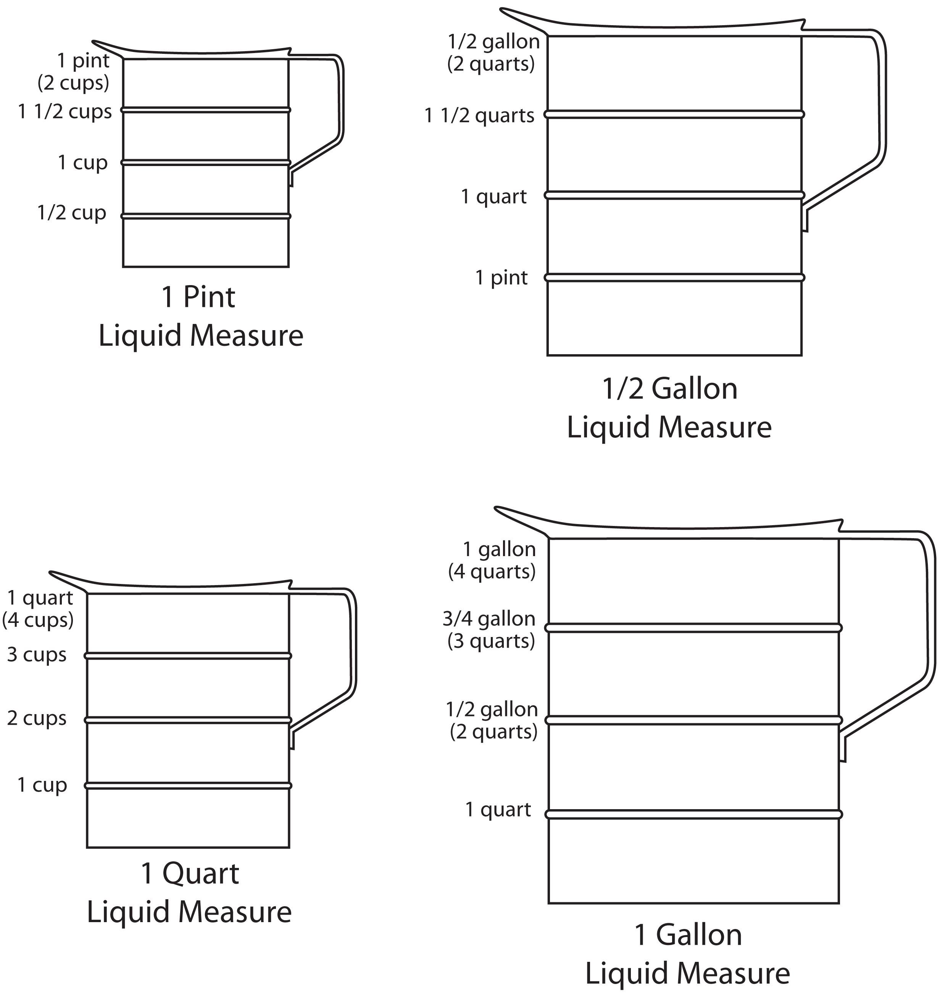 1 pint
(2 cups)
1 1/2 cups
1 cup
1/2 cup
1 Pint
Liquid Measure
1/2 gallon
(2 quarts)
1 1/2 quarts
1 quart
1 pint
1/2 Gallon
Liquid Measure
1 quart
(4 cups)
3 cups
2 cups
1 cup
1 Quart
Liquid Measure
1 gallon
(4 quarts)
3/4 gallon
(3 quarts)
1/2 gallon
(2 quarts)
1 quart
1 Gallon
Liquid Measure